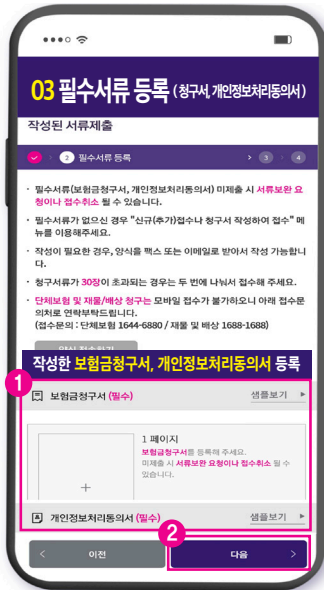 03 필수서류 등록 (청구서, 개인정보처리동의서)
작성된 서류제출
2 필수서류 등록 > 3 > 4
· 필수서류(보험금청구서, 개인정보처리동의서) 미제출 시 서류보완 요
청이나 접수취소 될 수 있습니다.
· 필수서류가 없으신 경우 "신규(추가)접수나 청구서 작성하여 접수" 메
뉴를 이용해주세요.
· 작성이 필요한 경우, 양식을 팩스 또는 이메일로 받아서 작성 가능합니
다.
· 청구서류가 30장이 초과되는 경우는 두 번에 나눠서 접수해 주세요.
· 단체보험 및 재물/배상 청구는 모바일 접수가 불가하오니 아래 접수문
의처로 연락부탁드립니다.
(접수문의 : 단체보험 1644-6880 / 재물 및 배상 1688-1688)
작성한 보험금청구서, 개인정보처리동의서 등록
1
보험금청구서 (필수) 샘플보기
1 페이지
보험금청구서를 등록해 주세요.
미제출 시 서류보완 요청이나 접수취소 될 수
있습니다.
개인정보처리동의서 (필수) 샘플보기
2
< 이전 다음 >